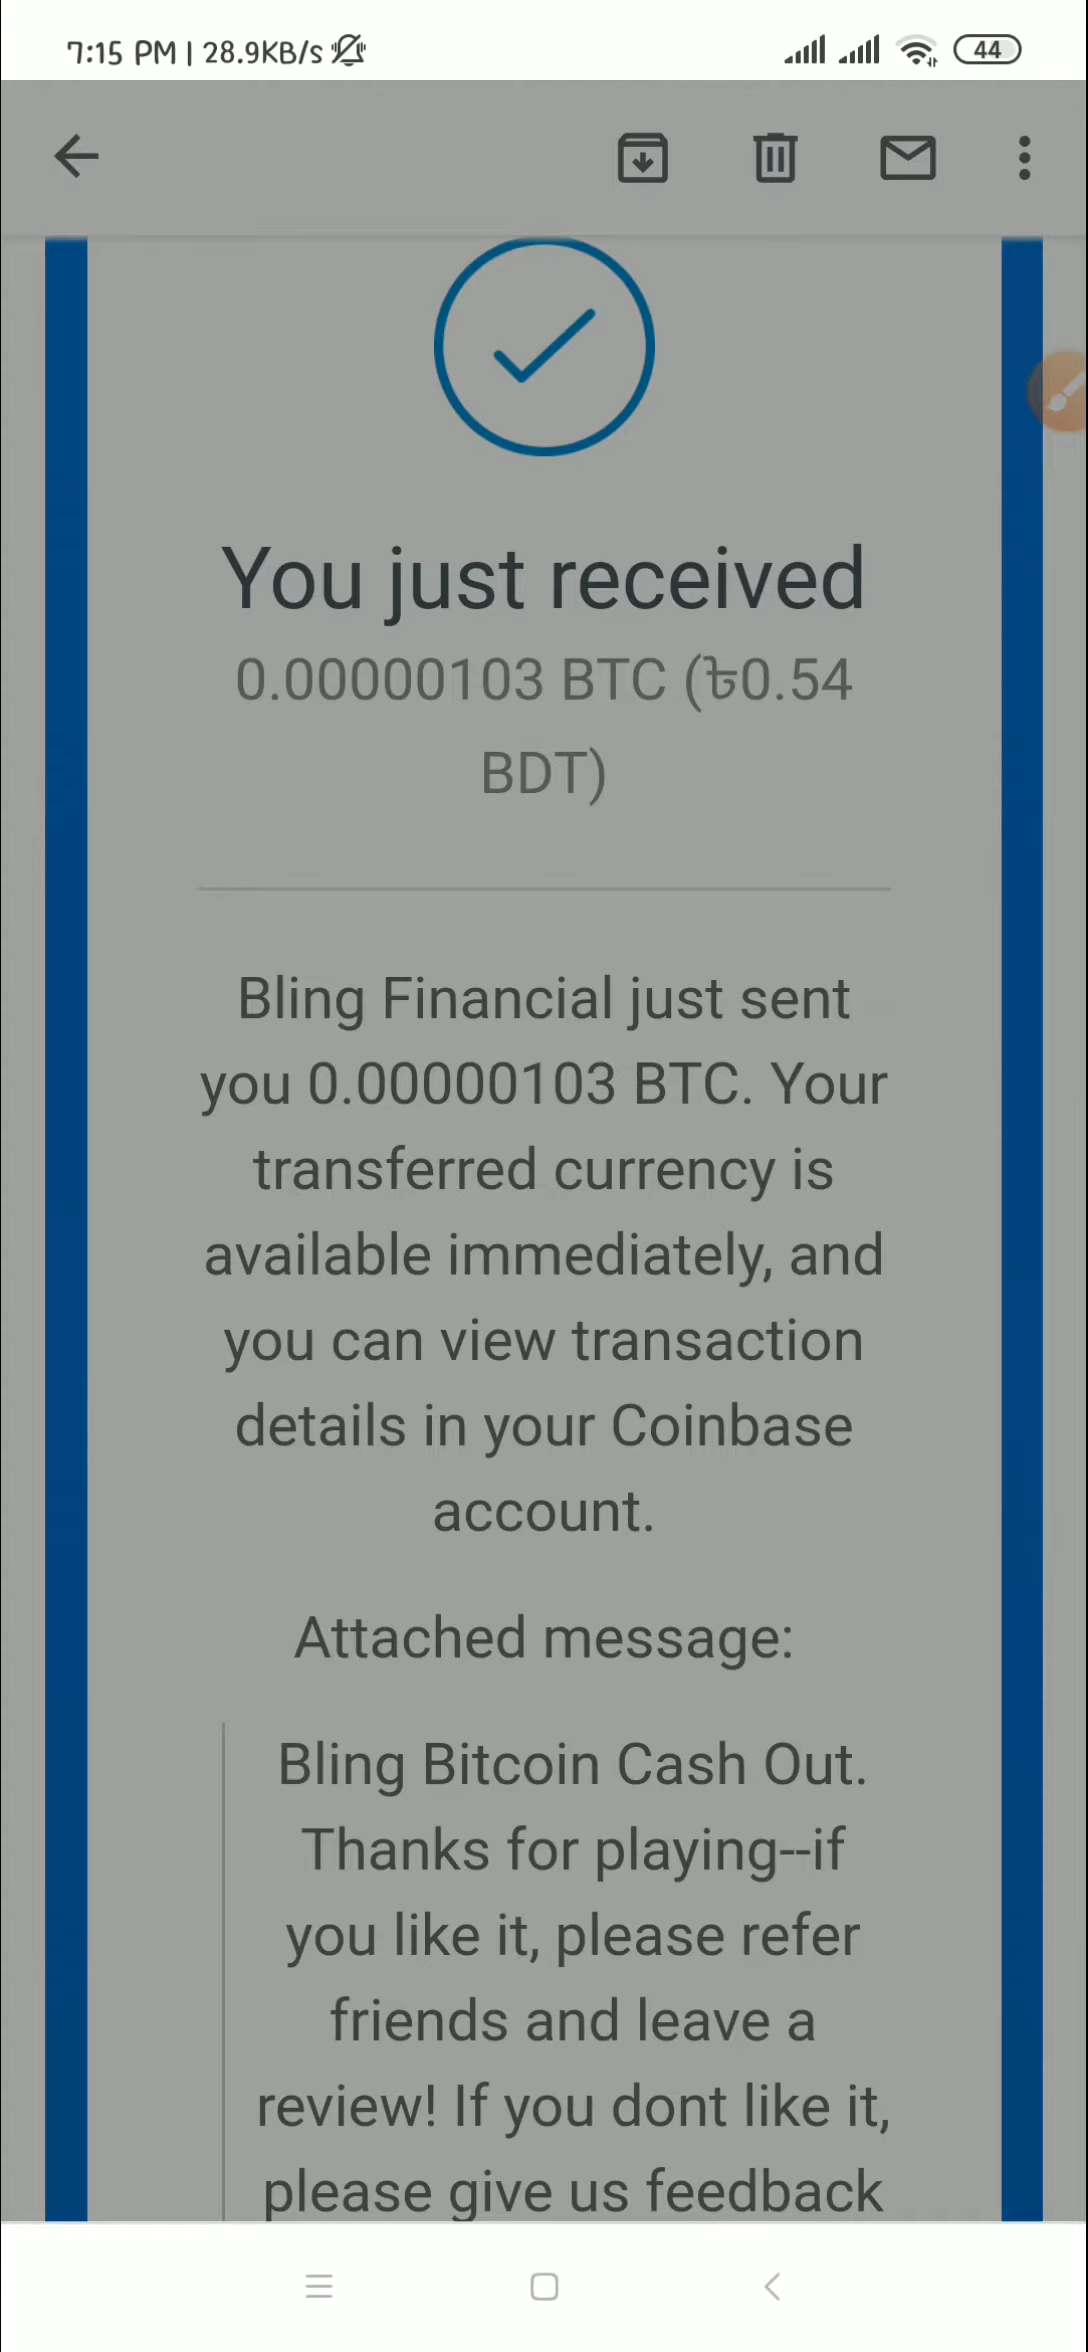 7:15 PM | 28.9KB/s
44
You just received
0.00000103 BTC (৳0.54
BDT)
Bling Financial just sent
you 0.00000103 BTC. Your
transferred currency is
available immediately, and
you can view transaction
details in your Coinbase
account.
Attached message:
Bling Bitcoin Cash Out.
Thanks for playing--if
you like it, please refer
friends and leave a
review! If you dont like it,
please give us feedback